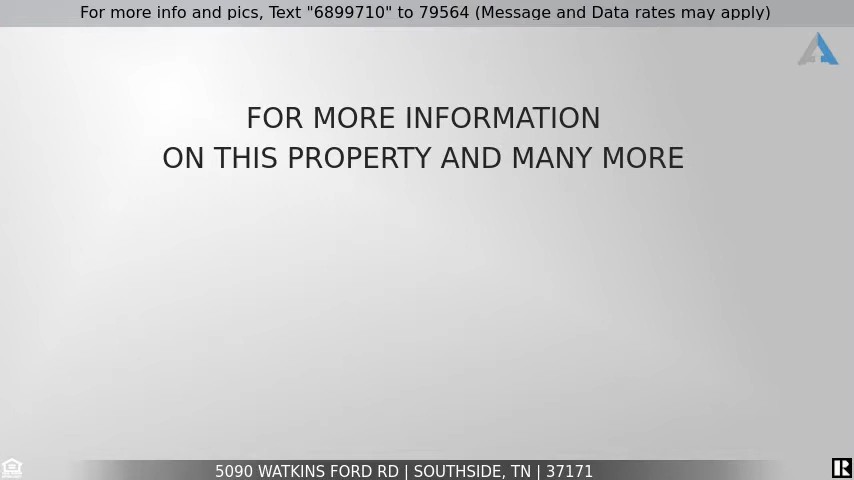 For more info and pics, Text "6899710" to 79564 (Message and Data rates may apply)
FOR MORE INFORMATION
ON THIS PROPERTY AND MANY MORE
5090 WATKINS FORD RD | SOUTHSIDE, TN | 37171